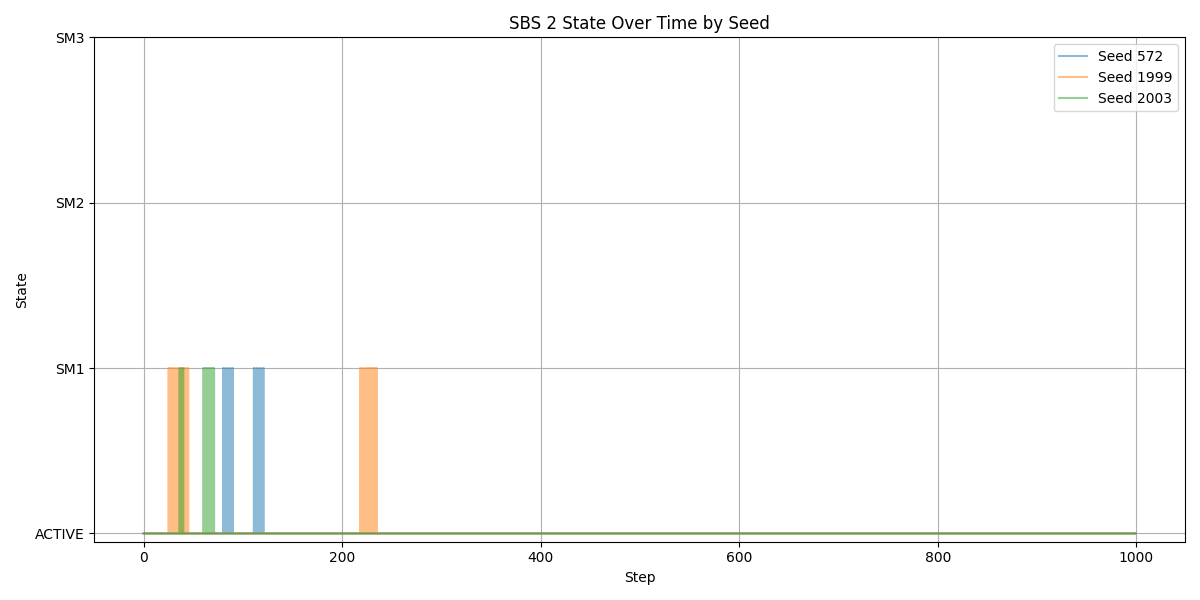 SBS 2 State Over Time by Seed
SM3
SM2
SM1
ACTIVE
State
Seed 572
Seed 1999
Seed 2003
0 200 400 600 800 1000
Step